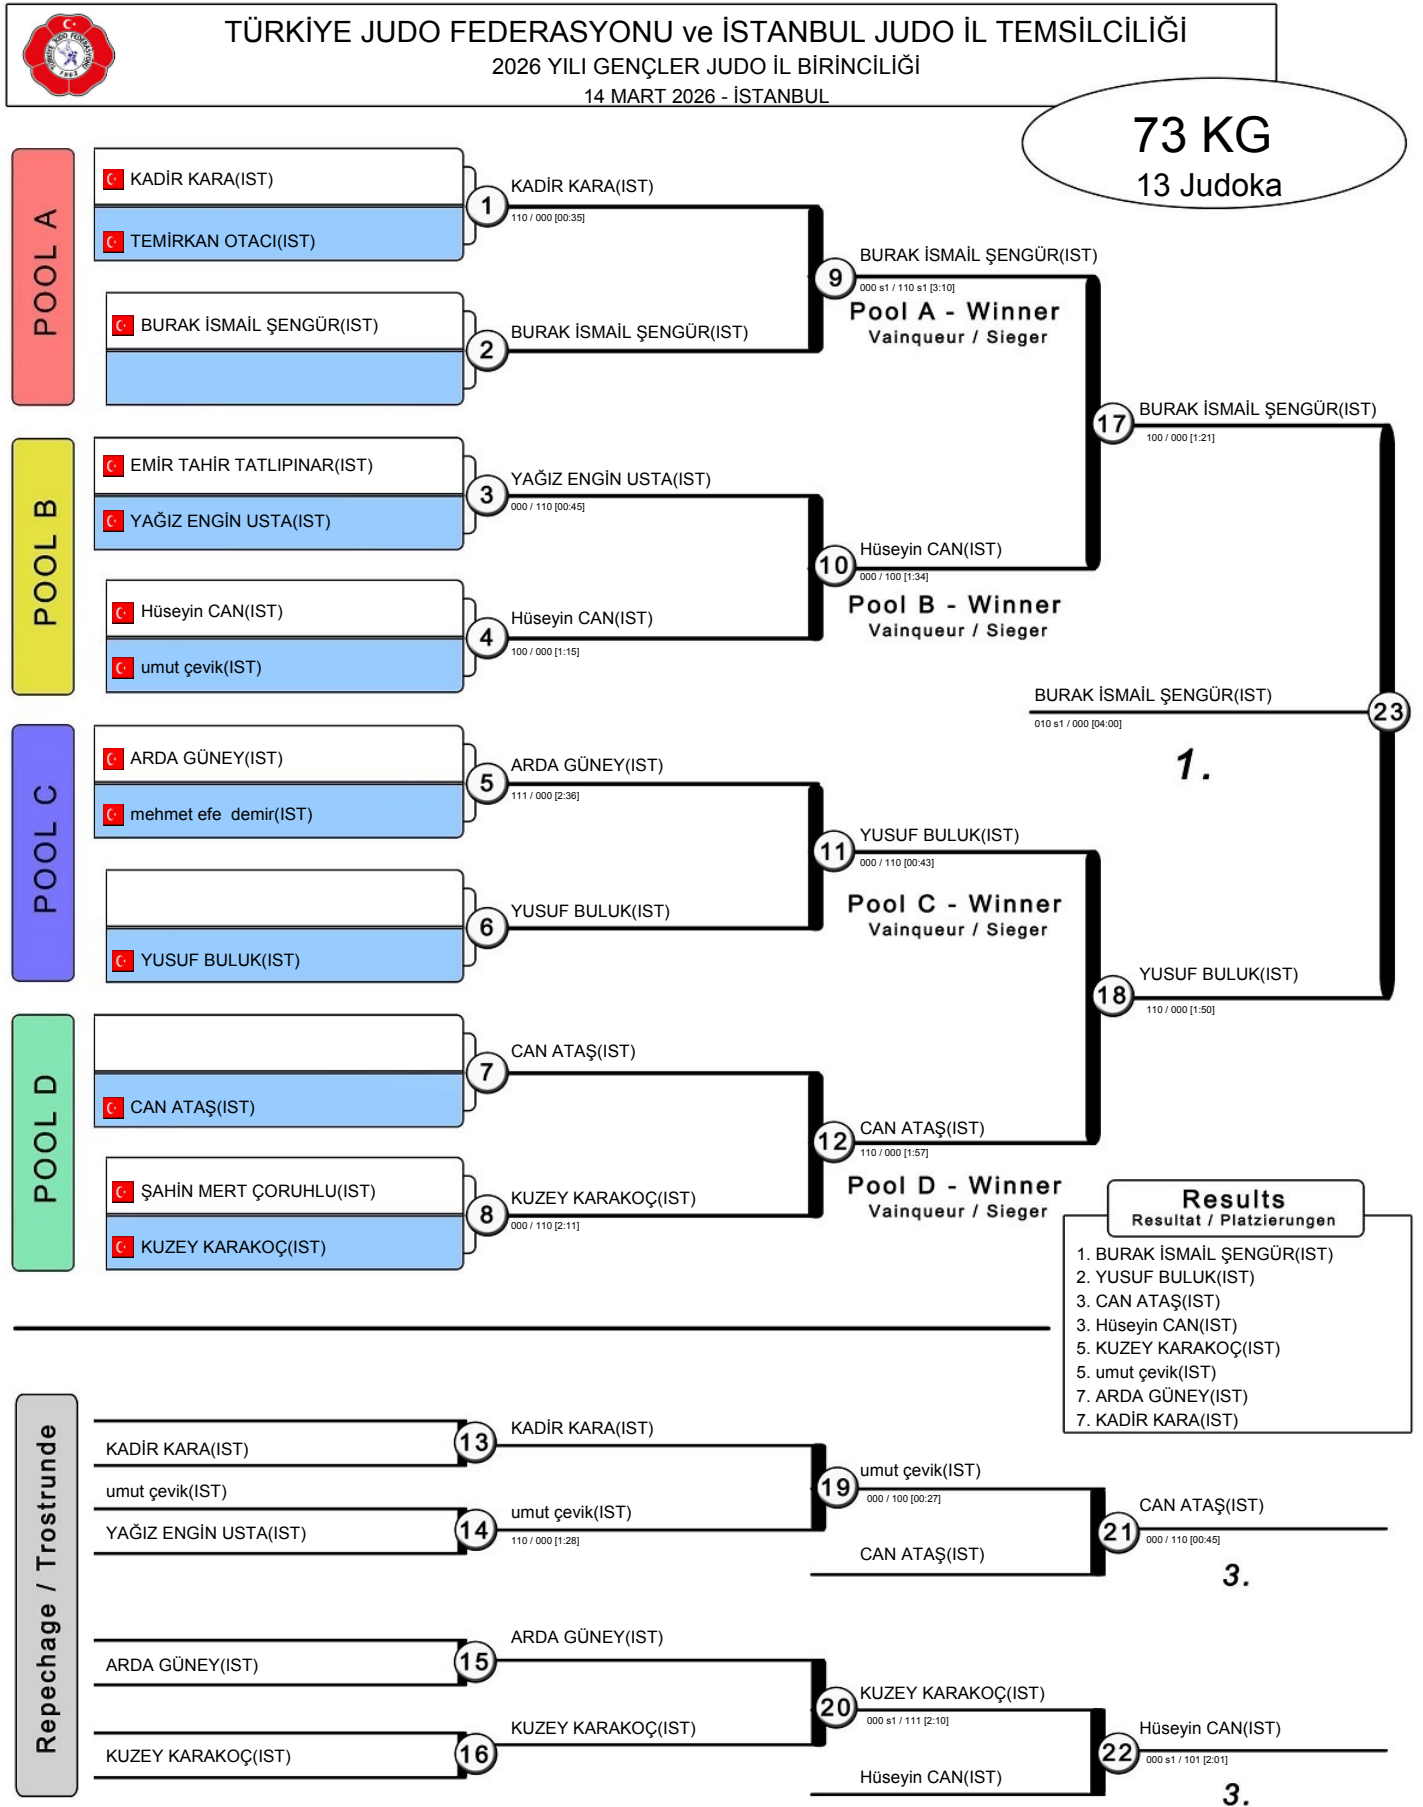 TÜRKİYE JUDO FEDERASYONU ve İSTANBUL JUDO İL TEMSİLCİLİĞİ
2026 YILI GENÇLER JUDO İL BİRİNCİLİĞİ
14 MART 2026 - İSTANBUL
73 KG
13 Judoka
POOL A
KADİR KARA(IST)
TEMİRKAN OTACI(IST)
1
KADİR KARA(IST)
110 / 000 [00:35]
BURAK İSMAİL ŞENGÜR(IST)
2
BURAK İSMAİL ŞENGÜR(IST)
9
BURAK İSMAİL ŞENGÜR(IST)
000 s1 / 110 s1 [3:10]
Pool A - Winner
Vainqueur / Sieger
POOL B
EMİR TAHİR TATLIPINAR(IST)
YAĞIZ ENGİN USTA(IST)
3
YAĞIZ ENGİN USTA(IST)
000 / 110 [00:45]
Hüseyin CAN(IST)
umut çevik(IST)
4
Hüseyin CAN(IST)
100 / 000 [1:15]
10
Hüseyin CAN(IST)
000 / 100 [1:34]
Pool B - Winner
Vainqueur / Sieger
17
BURAK İSMAİL ŞENGÜR(IST)
100 / 000 [1:21]
BURAK İSMAİL ŞENGÜR(IST)
010 s1 / 000 [04:00]
23
1.
POOL C
ARDA GÜNEY(IST)
mehmet efe  demir(IST)
5
ARDA GÜNEY(IST)
111 / 000 [2:36]
YUSUF BULUK(IST)
6
YUSUF BULUK(IST)
11
YUSUF BULUK(IST)
000 / 110 [00:43]
Pool C - Winner
Vainqueur / Sieger
18
YUSUF BULUK(IST)
110 / 000 [1:50]
POOL D
CAN ATAŞ(IST)
7
CAN ATAŞ(IST)
ŞAHİN MERT ÇORUHLU(IST)
KUZEY KARAKOÇ(IST)
8
KUZEY KARAKOÇ(IST)
000 / 110 [2:11]
12
CAN ATAŞ(IST)
110 / 000 [1:57]
Pool D - Winner
Vainqueur / Sieger
Results
Resultat / Platzierungen
1. BURAK İSMAİL ŞENGÜR(IST)
2. YUSUF BULUK(IST)
3. CAN ATAŞ(IST)
3. Hüseyin CAN(IST)
5. KUZEY KARAKOÇ(IST)
5. umut çevik(IST)
7. ARDA GÜNEY(IST)
7. KADİR KARA(IST)
Repechage / Trostrunde
KADİR KARA(IST)
13
KADİR KARA(IST)
umut çevik(IST)
YAĞIZ ENGİN USTA(IST)
14
umut çevik(IST)
110 / 000 [1:28]
19
umut çevik(IST)
000 / 100 [00:27]
CAN ATAŞ(IST)
21
CAN ATAŞ(IST)
000 / 110 [00:45]
3.
ARDA GÜNEY(IST)
15
ARDA GÜNEY(IST)
KUZEY KARAKOÇ(IST)
16
KUZEY KARAKOÇ(IST)
20
KUZEY KARAKOÇ(IST)
000 s1 / 111 [2:10]
Hüseyin CAN(IST)
22
Hüseyin CAN(IST)
000 s1 / 101 [2:01]
3.